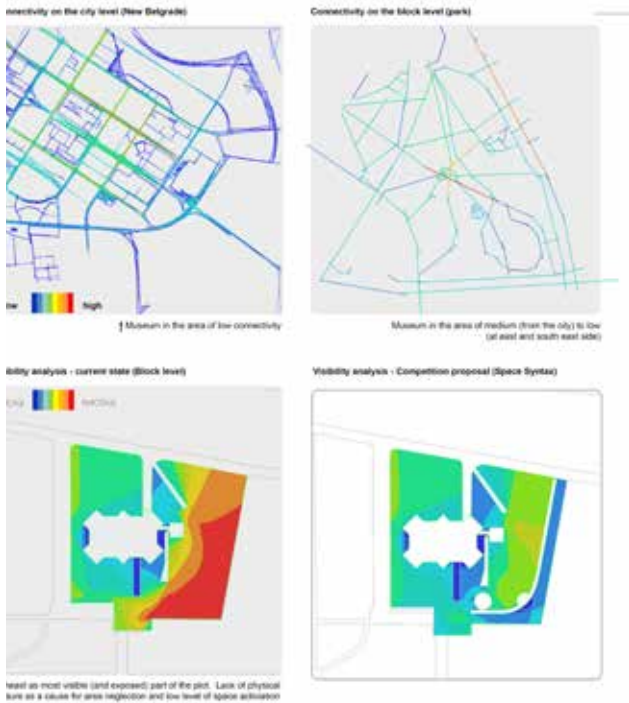 nnectivity on the city level (New Belgrade)
Connectivity on the block level (park)
ow
high
Museum in the area of low connectivity
Museum in the area of medium (from the city) to low
(at east and south east side)
ibility analysis - current state (Block level)
Visibility analysis - Competition proposal (Space Syntax)
heast as most visible (and exposed) part of the plot. Lack of physical
ture as a cause for area neglection and low level of space activation